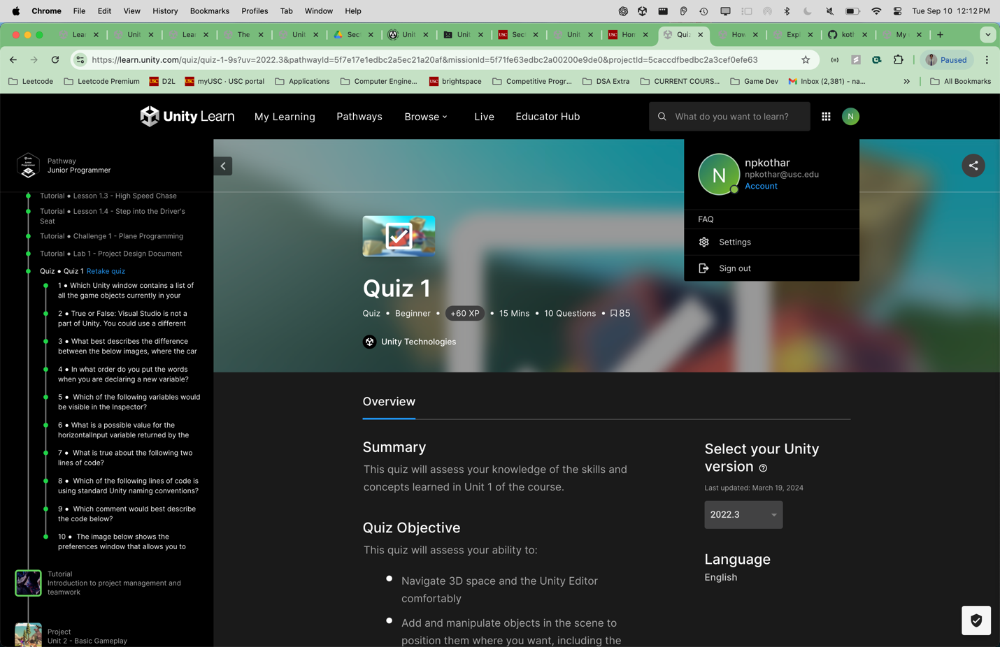 Chrome File Edit View History Bookmarks Profiles Tab Window Help Tue Sep 10 12:12 PM
Lear Unit Lear The Unit Sect Unit Unit Sect Unit Hom Quiz How Expl koth My
https://learn.unity.com/quiz/quiz-1-9s?uv=2022.3&pathwayId=5f7e17e1edbc2a5ec21a20af&missionId=5f71fe63edbc2a00200e9de0&projectId=5caccdfbedbc2a3cef0efe63 Paused
Leetcode Leetcode Premium D2L myUSC · USC portal Applications Computer Engine... brightspace Competitive Progr... DSA Extra CURRENT COURS... Game Dev Inbox (2,381) - na... » All Bookmarks
Unity Learn My Learning Pathways Browse Live Educator Hub What do you want to learn? N
Pathway
Junior Programmer
Tutorial ● Lesson 1.3 - High Speed Chase
Tutorial ● Lesson 1.4 - Step into the Driver's
Seat
Tutorial ● Challenge 1 - Plane Programming
Tutorial ● Lab 1 - Project Design Document
Quiz ● Quiz 1 Retake quiz
1 ● Which Unity window contains a list of
all the game objects currently in your
2 ● True or False: Visual Studio is not a
part of Unity. You could use a different
3 ● What best describes the difference
between the below images, where the car
4 ● In what order do you put the words
when you are declaring a new variable?
5 ● Which of the following variables would
be visible in the Inspector?
6 ● What is a possible value for the
horizontalInput variable returned by the
7 ● What is true about the following two
lines of code?
8 ● Which of the following lines of code is
using standard Unity naming conventions?
9 ● Which comment would best describe
the code below?
10 ● The image below shows the
preferences window that allows you to
Tutorial
Introduction to project management and
teamwork
Project
Unit 2 - Basic Gameplay
N
npkothar
npkothar@usc.edu
Account
FAQ
Settings
Sign out
Quiz 1
Quiz • Beginner • +60 XP • 15 Mins • 10 Questions • 85
Unity Technologies
Overview
Summary
This quiz will assess your knowledge of the skills and
concepts learned in Unit 1 of the course.
Quiz Objective
This quiz will assess your ability to:
● Navigate 3D space and the Unity Editor
comfortably
● Add and manipulate objects in the scene to
position them where you want, including the
Select your Unity
version
Last updated: March 19, 2024
2022.3
Language
English